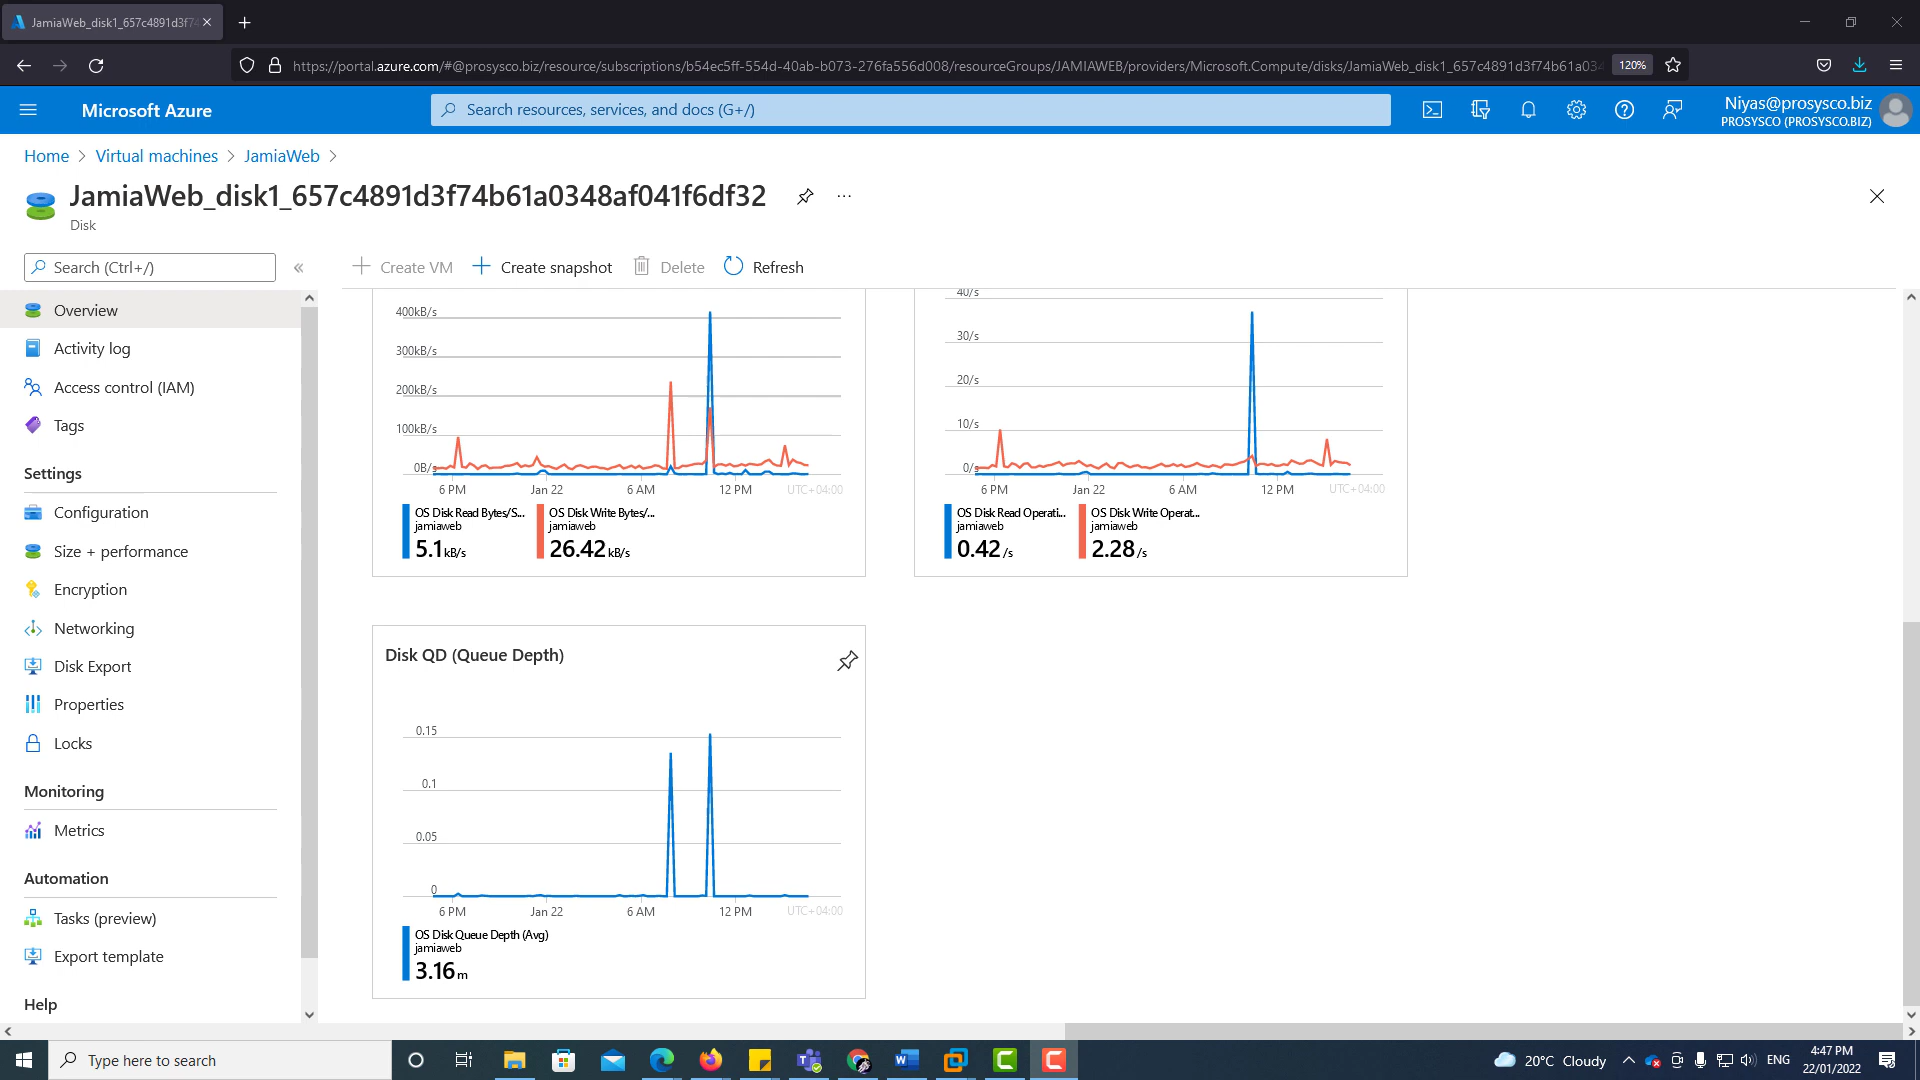 JamiaWeb_disk1_657c4891d3f74
https://portal.azure.com/#@prosysco.biz/resource/subscriptions/b54ec5ff-554d-40ab-b073-276fa556d008/resourceGroups/JAMIAWEB/providers/Microsoft.Compute/disks/JamiaWeb_disk1_657c4891d3f74b61a034
120%
Microsoft Azure
Search resources, services, and docs (G+/)
Niyas@prosysco.biz
PROSYSCO (PROSYSCO.BIZ)
Home > Virtual machines > JamiaWeb >
JamiaWeb_disk1_657c4891d3f74b61a0348af041f6df32
Disk
Search (Ctrl+/)
Create VM
Create snapshot
Delete
Refresh
Overview
Activity log
Access control (IAM)
Tags
Settings
Configuration
Size + performance
Encryption
Networking
Disk Export
Properties
Locks
Monitoring
Metrics
Automation
Tasks (preview)
Export template
Help
400kB/s
300kB/s
200kB/s
100kB/s
0B/s
6 PM Jan 22 6 AM 12 PM UTC+04:00
OS Disk Read Bytes/S...
jamiaweb
5.1 kB/s
OS Disk Write Bytes/...
jamiaweb
26.42 kB/s
40/s
30/s
20/s
10/s
0/s
6 PM Jan 22 6 AM 12 PM UTC+04:00
OS Disk Read Operati...
jamiaweb
0.42 /s
OS Disk Write Operat...
jamiaweb
2.28 /s
Disk QD (Queue Depth)
0.15
0.1
0.05
0
6 PM Jan 22 6 AM 12 PM UTC+04:00
OS Disk Queue Depth (Avg)
jamiaweb
3.16 m
Type here to search
20°C Cloudy
ENG
4:47 PM
22/01/2022